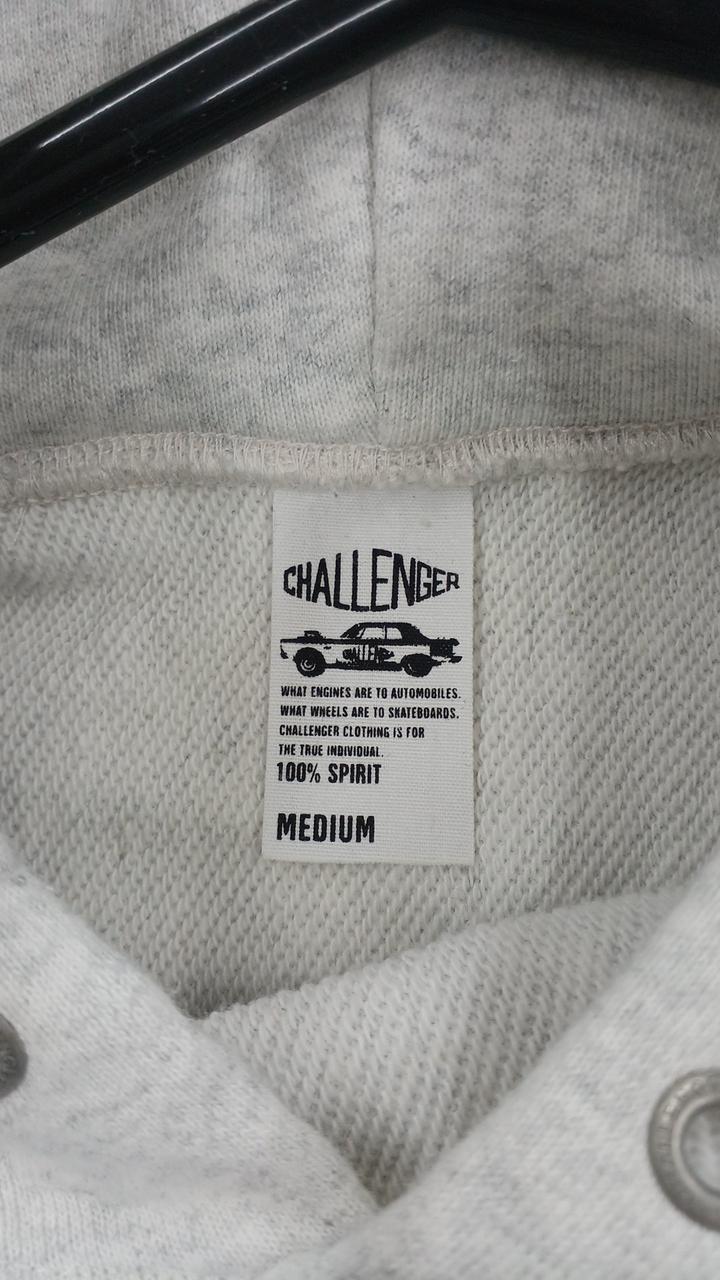 CHALLENGER
WHAT ENGINES ARE TO AUTOMOBILES.
WHAT WHEELS ARE TO SKATEBOARDS.
CHALLENGER CLOTHING IS FOR
THE TRUE INDIVIDUAL.
100% SPIRIT
MEDIUM